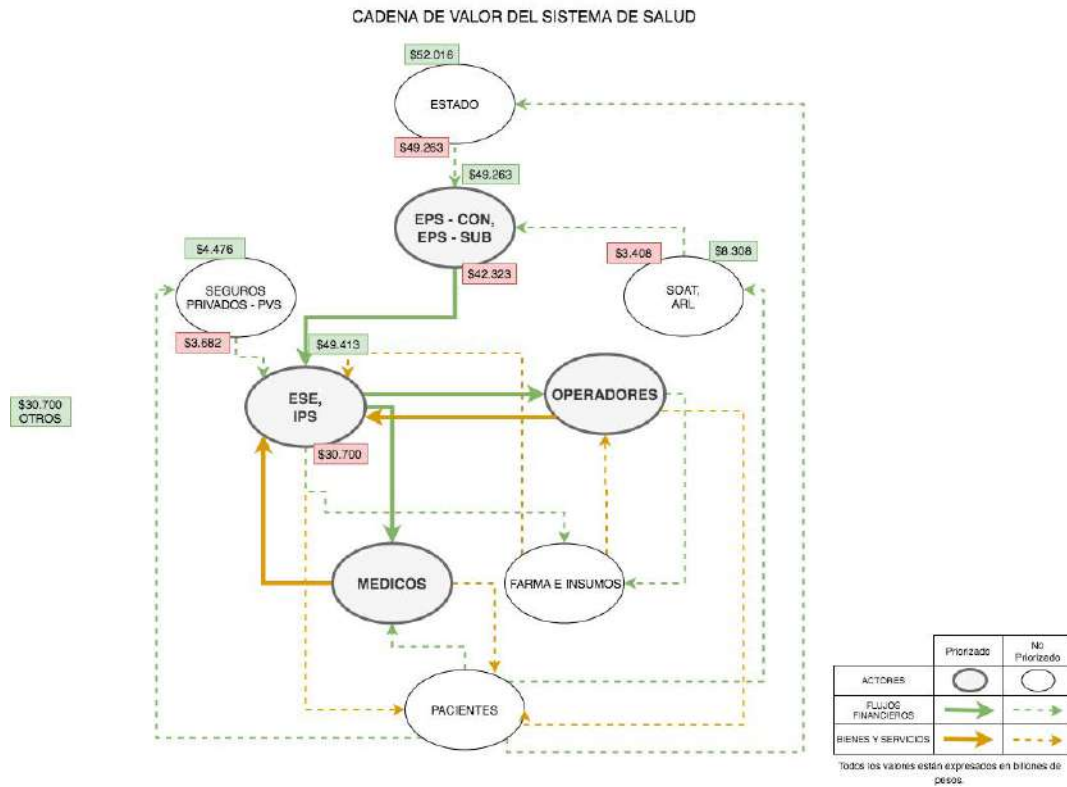 CADENA DE VALOR DEL SISTEMA DE SALUD
$52.016
ESTADO
$49.263
$49.263
EPS - CON,
EPS - SUB
$42.323
$4.476
SEGUROS
PRIVADOS - PVS
$3.682
$3.408
$8.308
SOAT,
ARL
$49.413
ESE,
IPS
$30.700
OPERADORES
$30.700
OTROS
MEDICOS
FARMA E INSUMOS
PACIENTES
Priorizado
No
Priorizado
ACTORES
FLUJOS
FINANCIEROS
BIENES Y SERVICIOS
Todos los valores están expresados en billones de
pesos.